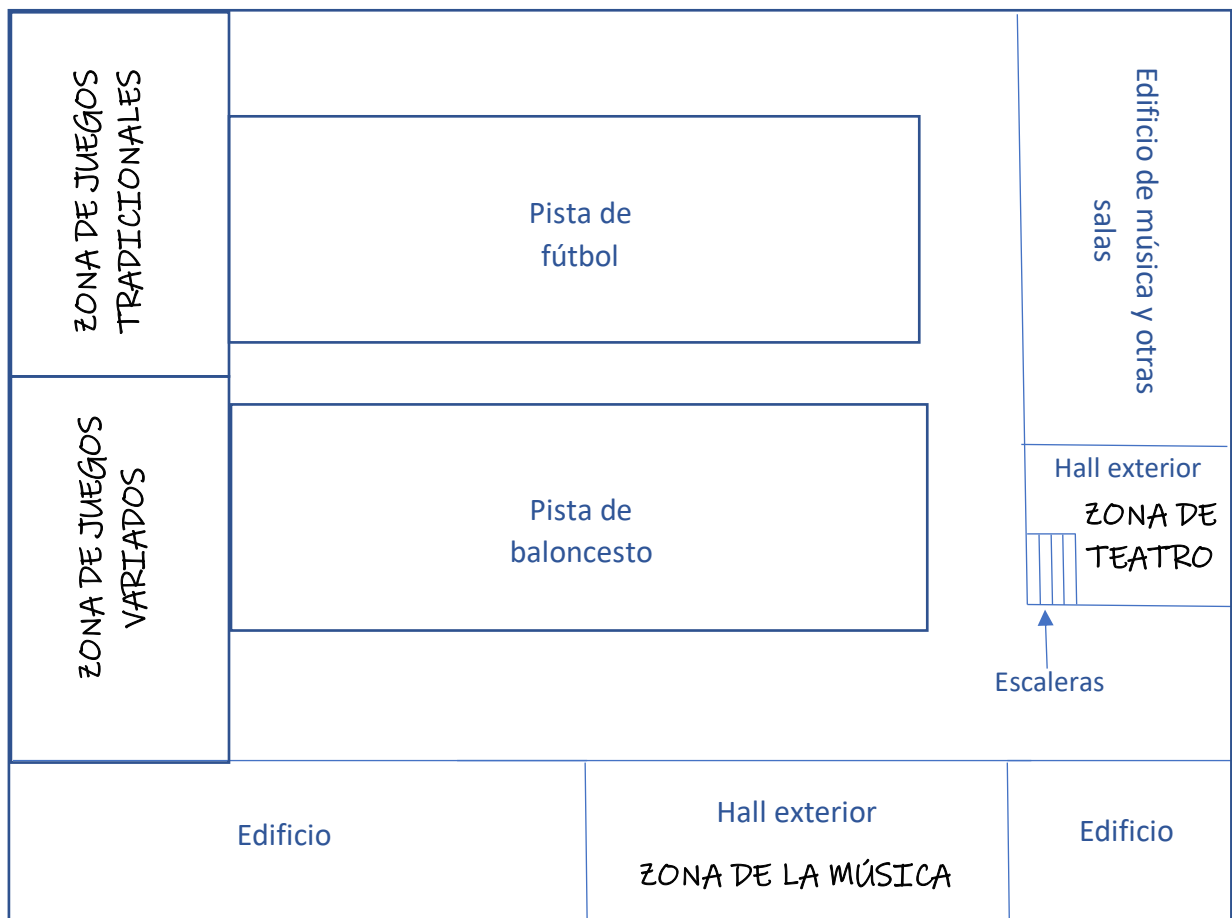 ZONA DE JUEGOS
TRADICIONALES
Pista de
fútbol
Edificio de música y otras
salas
ZONA DE JUEGOS
VARIADOS
Pista de
baloncesto
Hall exterior
ZONA DE
TEATRO
Escaleras
Edificio
Hall exterior
ZONA DE LA MÚSICA
Edificio